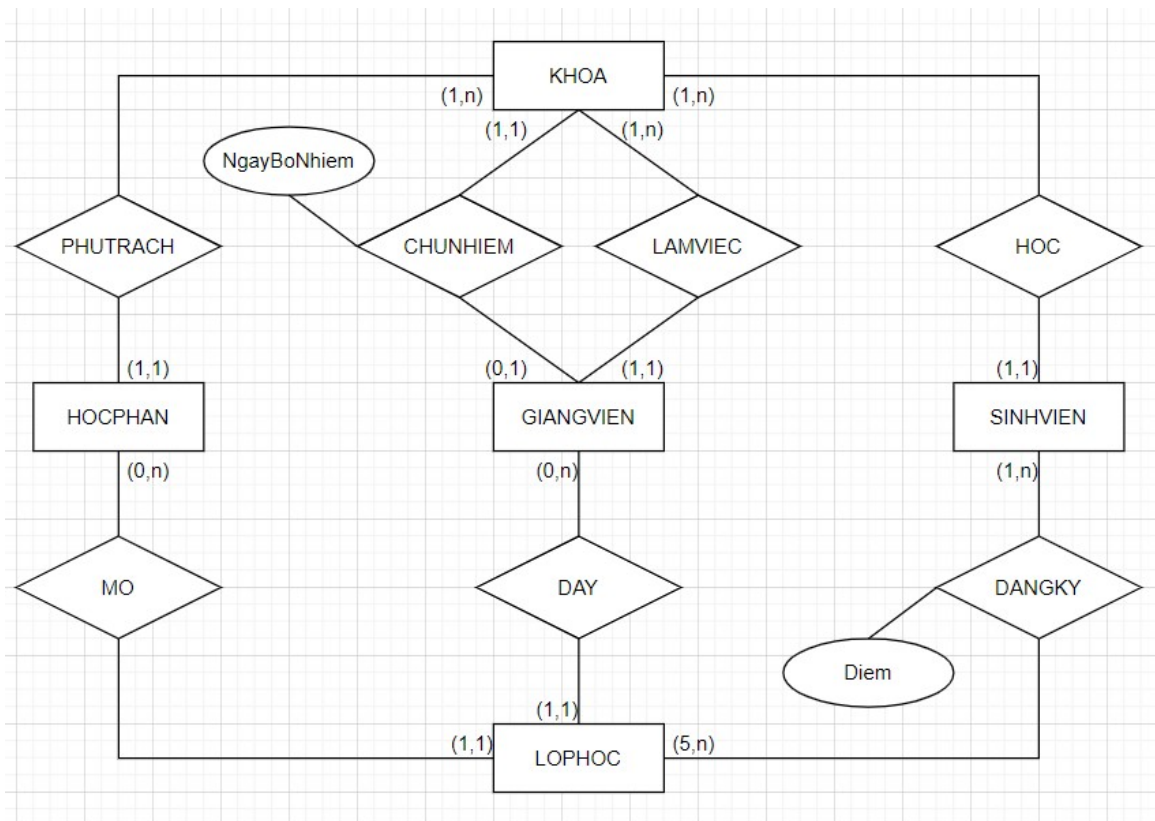 KHOA
(1,n)
(1,n)
(1,1)
(1,n)
NgayBoNhiem
PHUTRACH
CHUNHIEM
LAMVIEC
HOC
(1,1)
(0,1)
(1,1)
(1,1)
HOCPHAN
GIANGVIEN
SINHVIEN
(0,n)
(0,n)
(1,n)
MO
DAY
DANGKY
Diem
(1,1)
(1,1)
(5,n)
LOPHOC